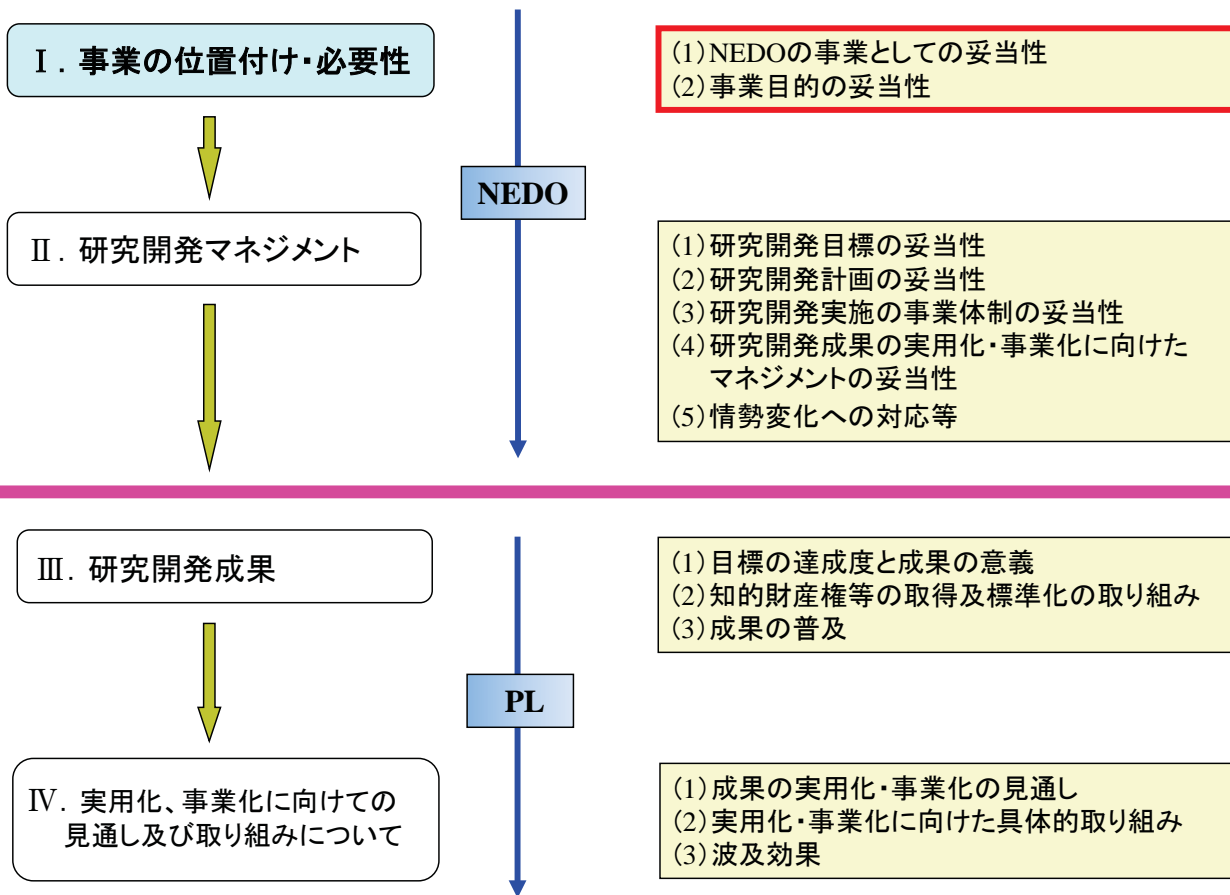 Ⅰ. 事業の位置付け・必要性
(1)NEDOの事業としての妥当性
(2)事業目的の妥当性
NEDO
Ⅱ. 研究開発マネジメント
(1)研究開発目標の妥当性
(2)研究開発計画の妥当性
(3)研究開発実施の事業体制の妥当性
(4)研究開発成果の実用化・事業化に向けた
マネジメントの妥当性
(5)情勢変化への対応等
Ⅲ. 研究開発成果
(1)目標の達成度と成果の意義
(2)知的財産権等の取得及標準化の取り組み
(3)成果の普及
PL
Ⅳ. 実用化、事業化に向けての
見通し及び取り組みについて
(1)成果の実用化・事業化の見通し
(2)実用化・事業化に向けた具体的取り組み
(3)波及効果